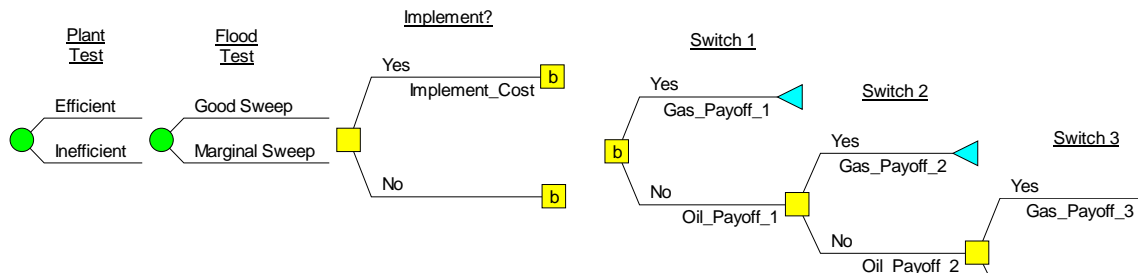 Plant
Test
Flood
Test
Implement?
Switch 1
Switch 2
Switch 3
Efficient
Inefficient
Good Sweep
Marginal Sweep
Yes
Implement_Cost
b
No
b
b
Yes
Gas_Payoff_1
No
Oil_Payoff_1
Yes
Gas_Payoff_2
No
Oil_Payoff_2
Yes
Gas_Payoff_3